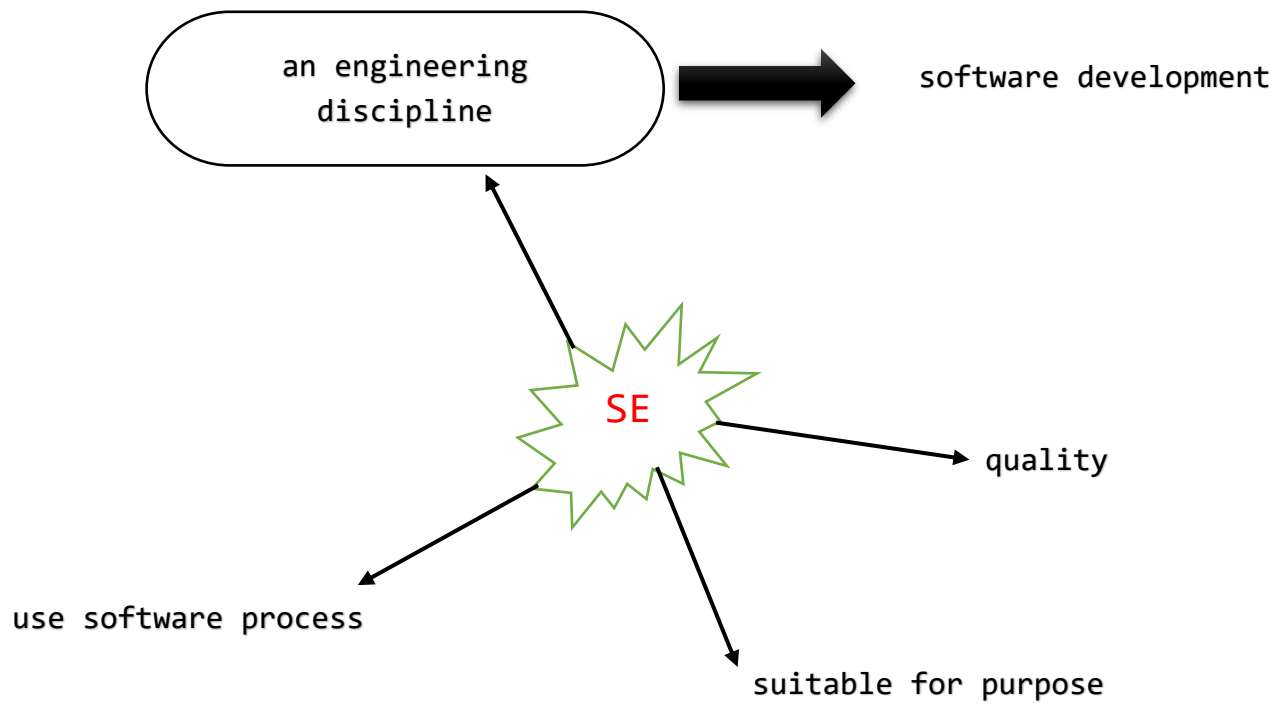 an engineering
discipline
software development
SE
quality
use software process
suitable for purpose